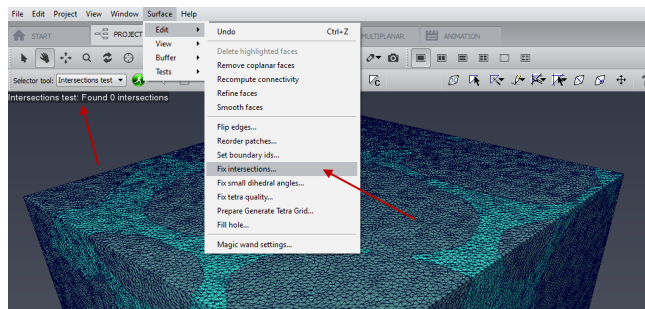 File Edit Project View Window Surface Help
START
PROJECT
MULTIPLANAR
ANIMATION
Edit
View
Buffer
Tests
Undo Ctrl+Z
Delete highlighted faces
Remove coplanar faces
Recompute connectivity
Refine faces
Smooth faces
Flip edges...
Reorder patches...
Set boundary ids...
Fix intersections...
Fix small dihedral angles...
Fix tetra quality...
Prepare Generate Tetra Grid...
Fill hole...
Magic wand settings...
Selector tool: Intersections test
Intersections test: Found 0 intersections